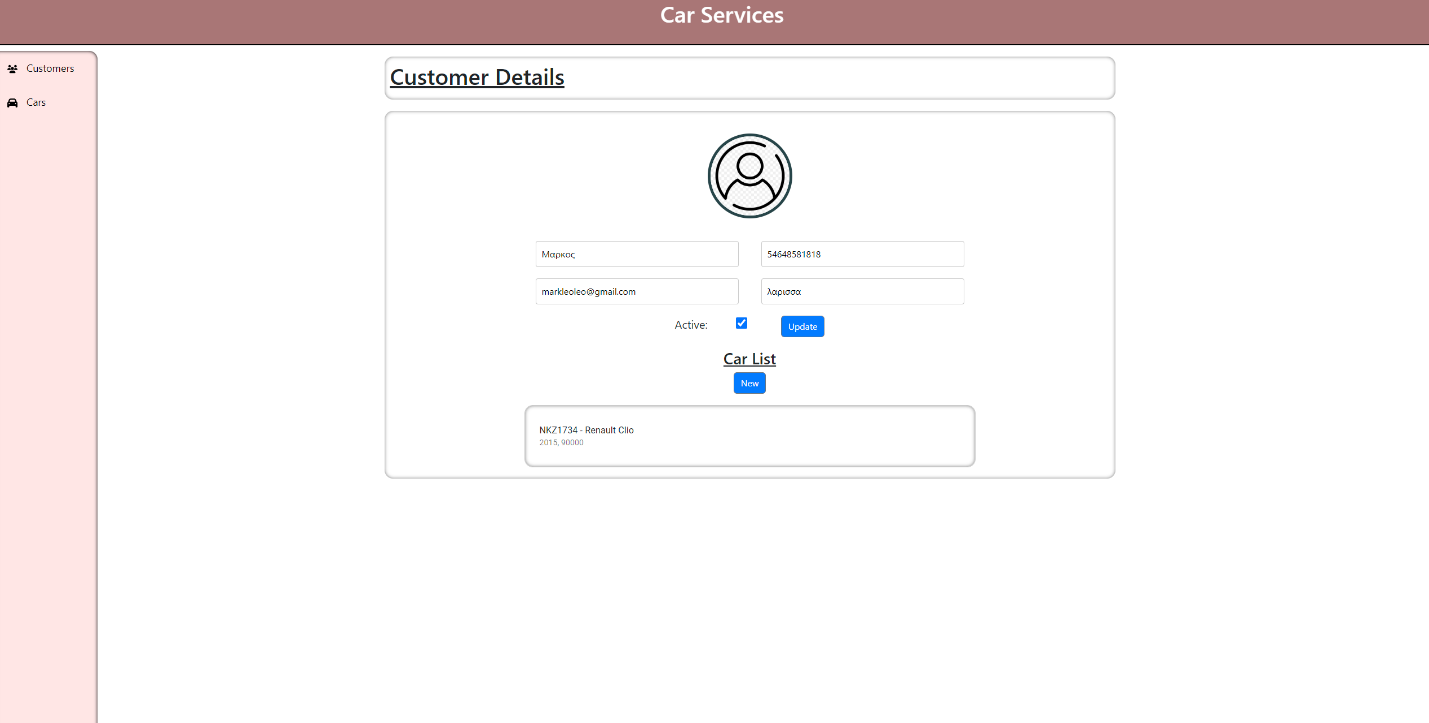 Car Services
Customers
Cars
Customer Details
Μαρκος
54648581818
markleoleo@gmail.com
λαρισσα
Active:
Update
Car List
New
NKZ1734 - Renault Clio
2015, 90000